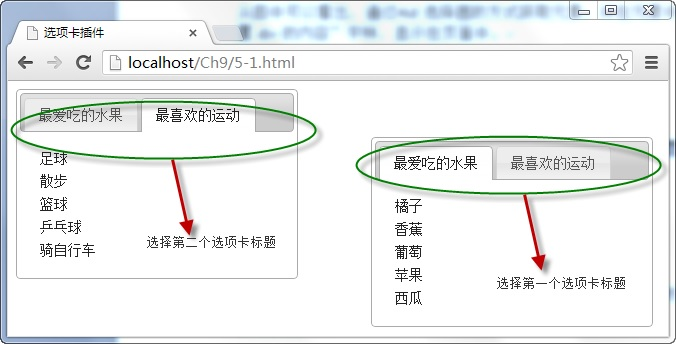 选项卡插件
localhost/Ch9/5-1.html
最爱吃的水果 最喜欢的运动
足球
散步
篮球
乒乓球
骑自行车
选择第二个选项卡标题
最爱吃的水果 最喜欢的运动
橘子
香蕉
葡萄
苹果
西瓜
选择第一个选项卡标题